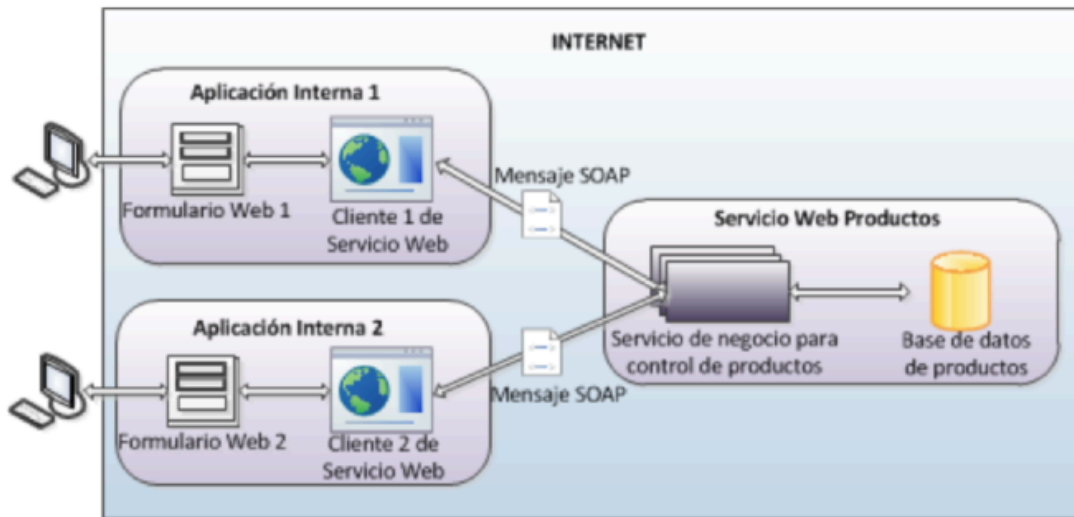 INTERNET
Aplicación Interna 1
Formulario Web 1
Cliente 1 de
Servicio Web
Mensaje SOAP
Servicio Web Productos
Servicio de negocio para
control de productos
Base de datos
de productos
Aplicación Interna 2
Formulario Web 2
Cliente 2 de
Servicio Web
Mensaje SOAP